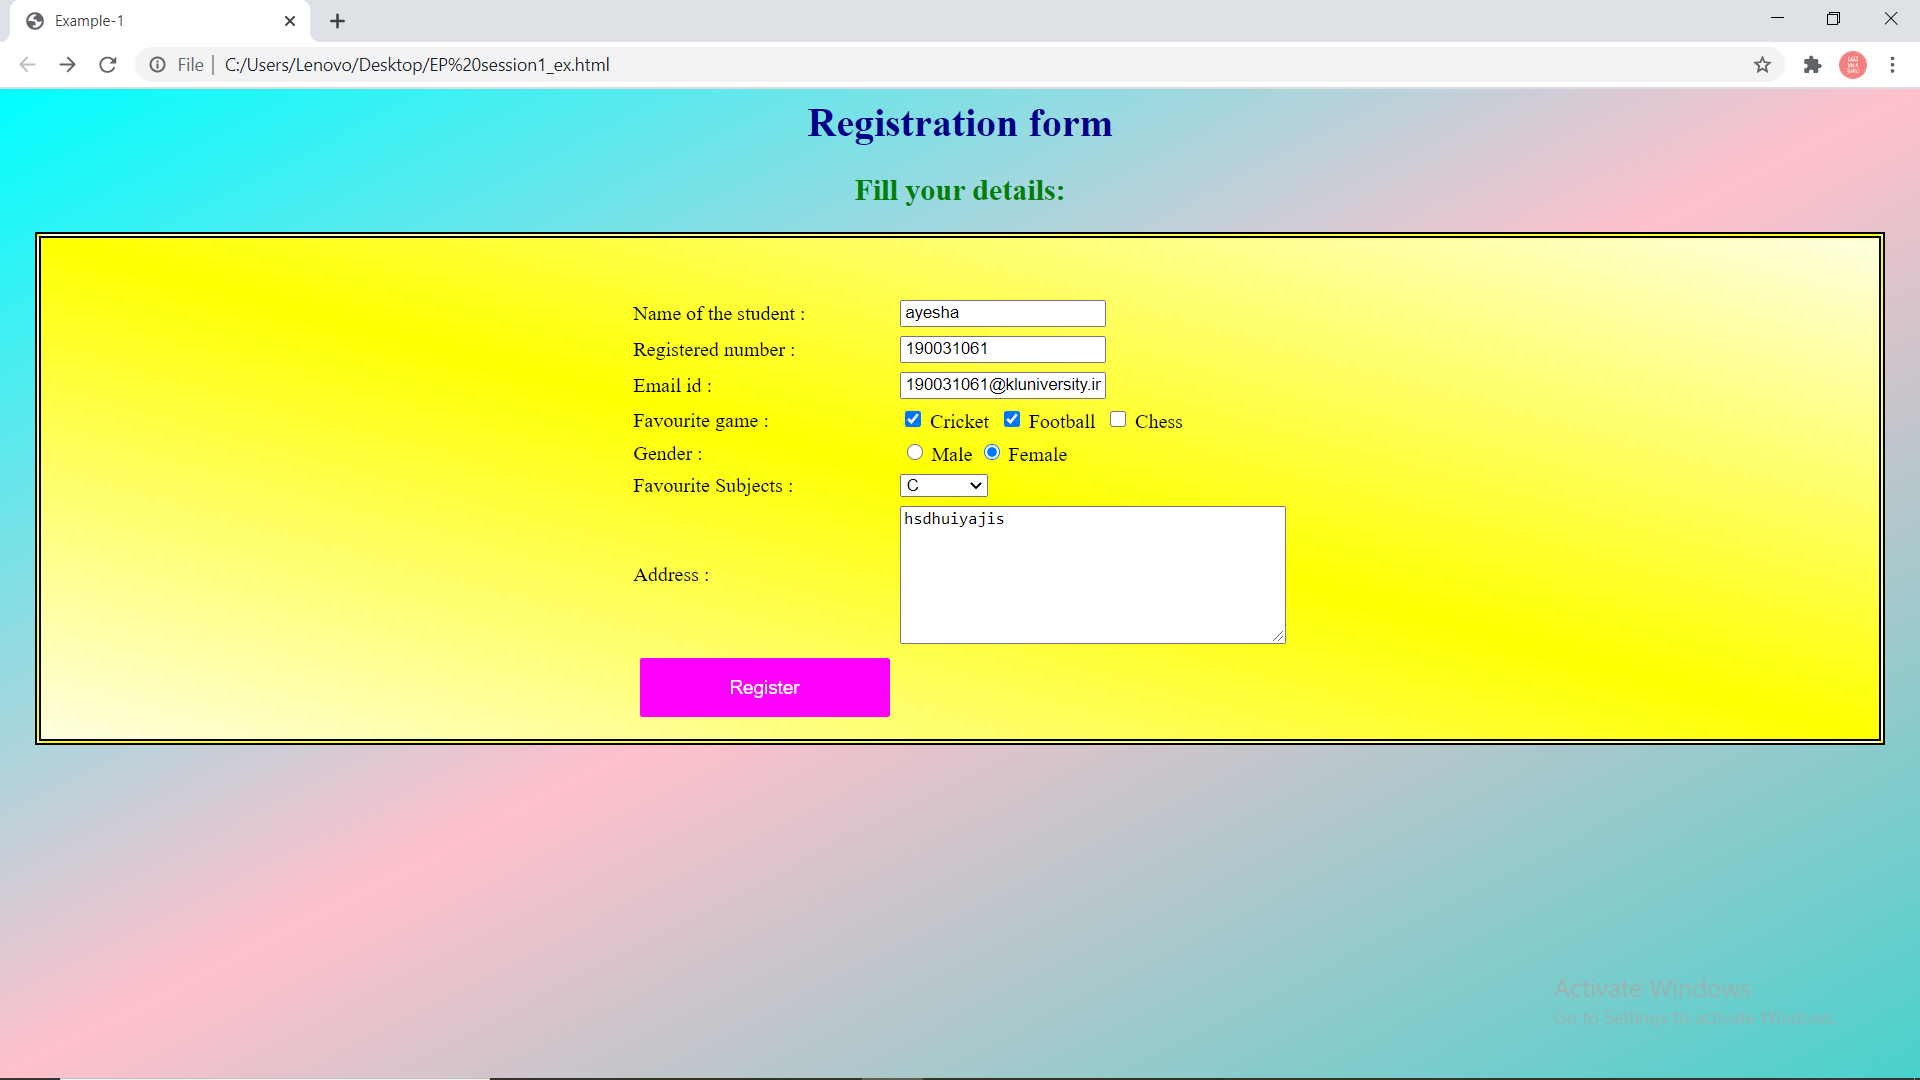 Example-1
File
C:/Users/Lenovo/Desktop/EP%20session1_ex.html
Registration form
Fill your details:
Name of the student : ayesha
Registered number : 190031061
Email id : 190031061@kluniversity.in
Favourite game : Cricket Football Chess
Gender : Male Female
Favourite Subjects : C
hsdhuiyajis
Address :
Register
Activate Windows
Go to Settings to activate Windows.